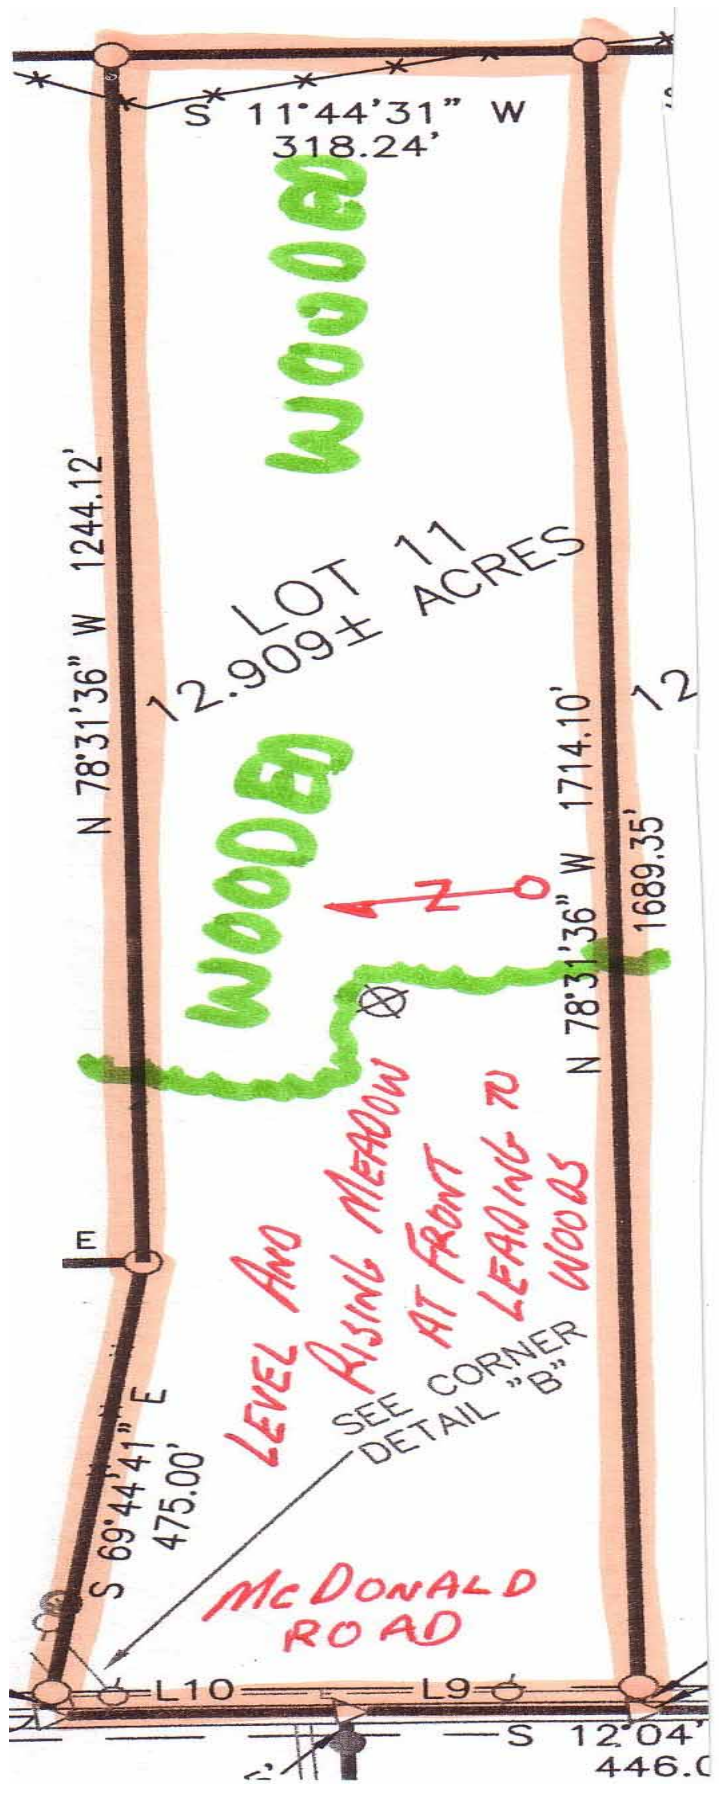 S 11°44'31" W
318.24'
WOODED
N 78°31'36" W 1244.12'
LOT 11
12.909± ACRES
12
WOODED
N
N 78°31'36" W 1714.10'
1689.35'
LEVEL AND
RISING MEADOW
AT FRONT
LEADING TO
WOODS
E
SEE CORNER
DETAIL "B"
S 69°44'41" E
475.00'
McDONALD
ROAD
L10
L9
S 12°04'
446.0